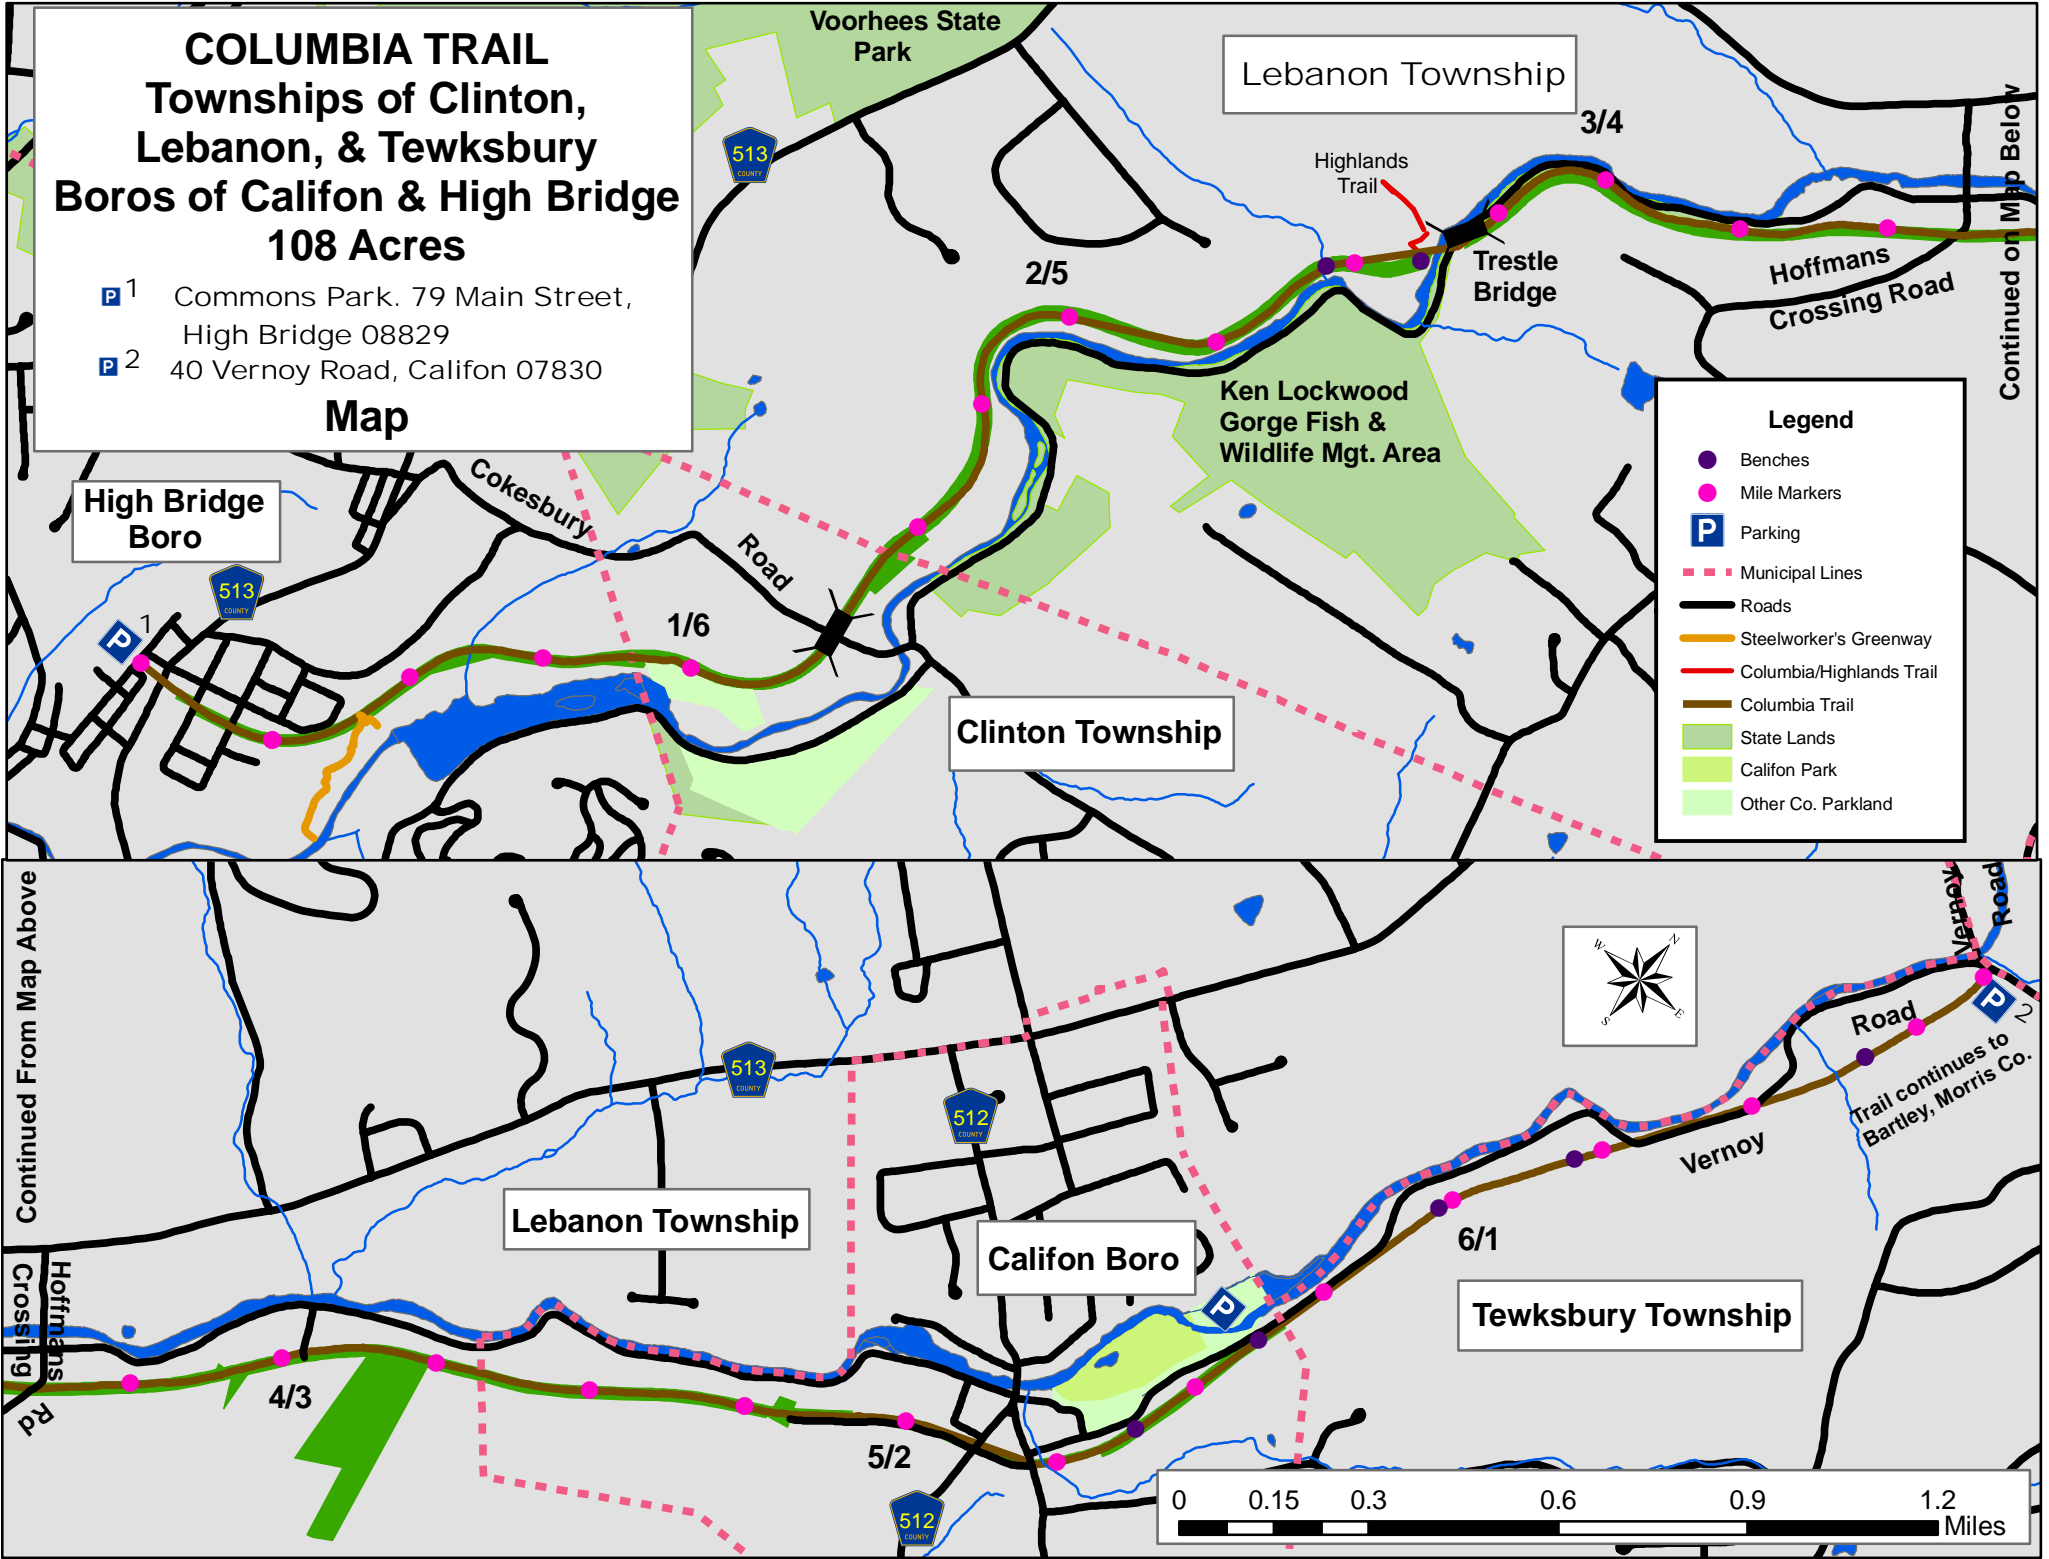 COLUMBIA TRAIL
Townships of Clinton,
Lebanon, & Tewksbury
Boros of Califon & High Bridge
108 Acres
P 1 Commons Park. 79 Main Street,
High Bridge 08829
P 2 40 Vernoy Road, Califon 07830
Map
Voorhees State
Park
513
COUNTY
Lebanon Township
3/4
Highlands
Trail
2/5
Trestle
Bridge
Hoffmans
Crossing Road
Continued on Map Below
Ken Lockwood
Gorge Fish &
Wildlife Mgt. Area
High Bridge
Boro
Cokesbury
Road
513
COUNTY
P 1
1/6
Clinton Township
Legend
Benches
Mile Markers
P Parking
Municipal Lines
Roads
Steelworker's Greenway
Columbia/Highlands Trail
Columbia Trail
State Lands
Califon Park
Other Co. Parkland
Continued From Map Above
Vernoy
Road
N
W
S
E
P 2
Road
Trail continues to
Bartley, Morris Co.
513
COUNTY
512
COUNTY
Vernoy
Lebanon Township
Califon Boro
6/1
Tewksbury Township
P
Hoffmans
Crossing
Rd
4/3
5/2
512
COUNTY
0 0.15 0.3 0.6 0.9 1.2
Miles